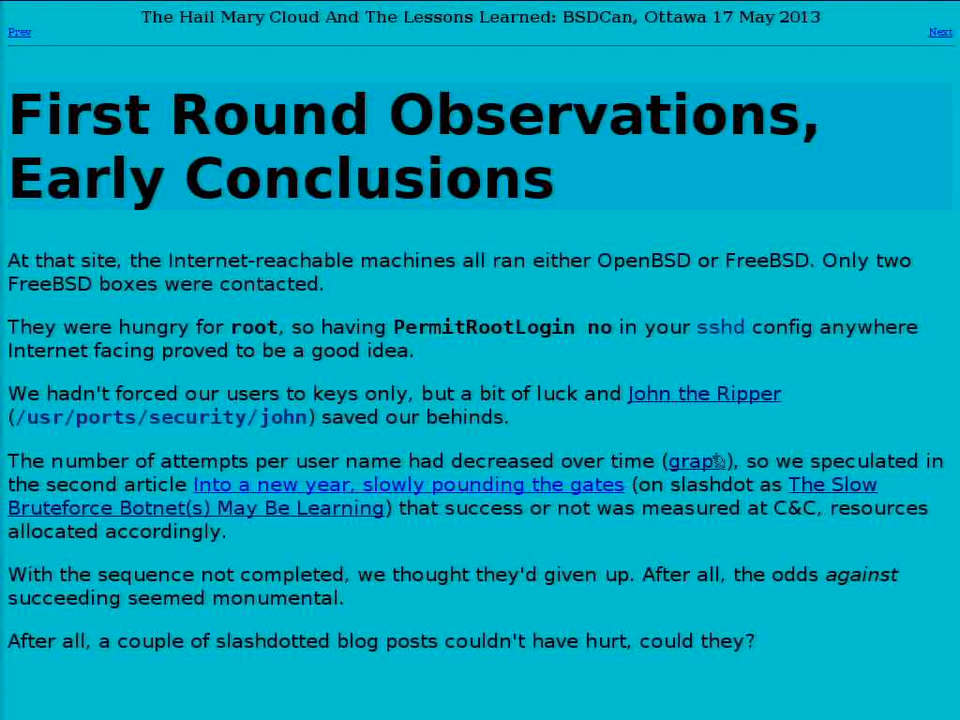 The Hail Mary Cloud And The Lessons Learned: BSDCan, Ottawa 17 May 2013
Prev Next
First Round Observations,
Early Conclusions
At that site, the Internet-reachable machines all ran either OpenBSD or FreeBSD. Only two
FreeBSD boxes were contacted.
They were hungry for root, so having PermitRootLogin no in your sshd config anywhere
Internet facing proved to be a good idea.
We hadn't forced our users to keys only, but a bit of luck and John the Ripper
(/usr/ports/security/john) saved our behinds.
The number of attempts per user name had decreased over time (graph), so we speculated in
the second article Into a new year, slowly pounding the gates (on slashdot as The Slow
Bruteforce Botnet(s) May Be Learning) that success or not was measured at C&C, resources
allocated accordingly.
With the sequence not completed, we thought they'd given up. After all, the odds against
succeeding seemed monumental.
After all, a couple of slashdotted blog posts couldn't have hurt, could they?